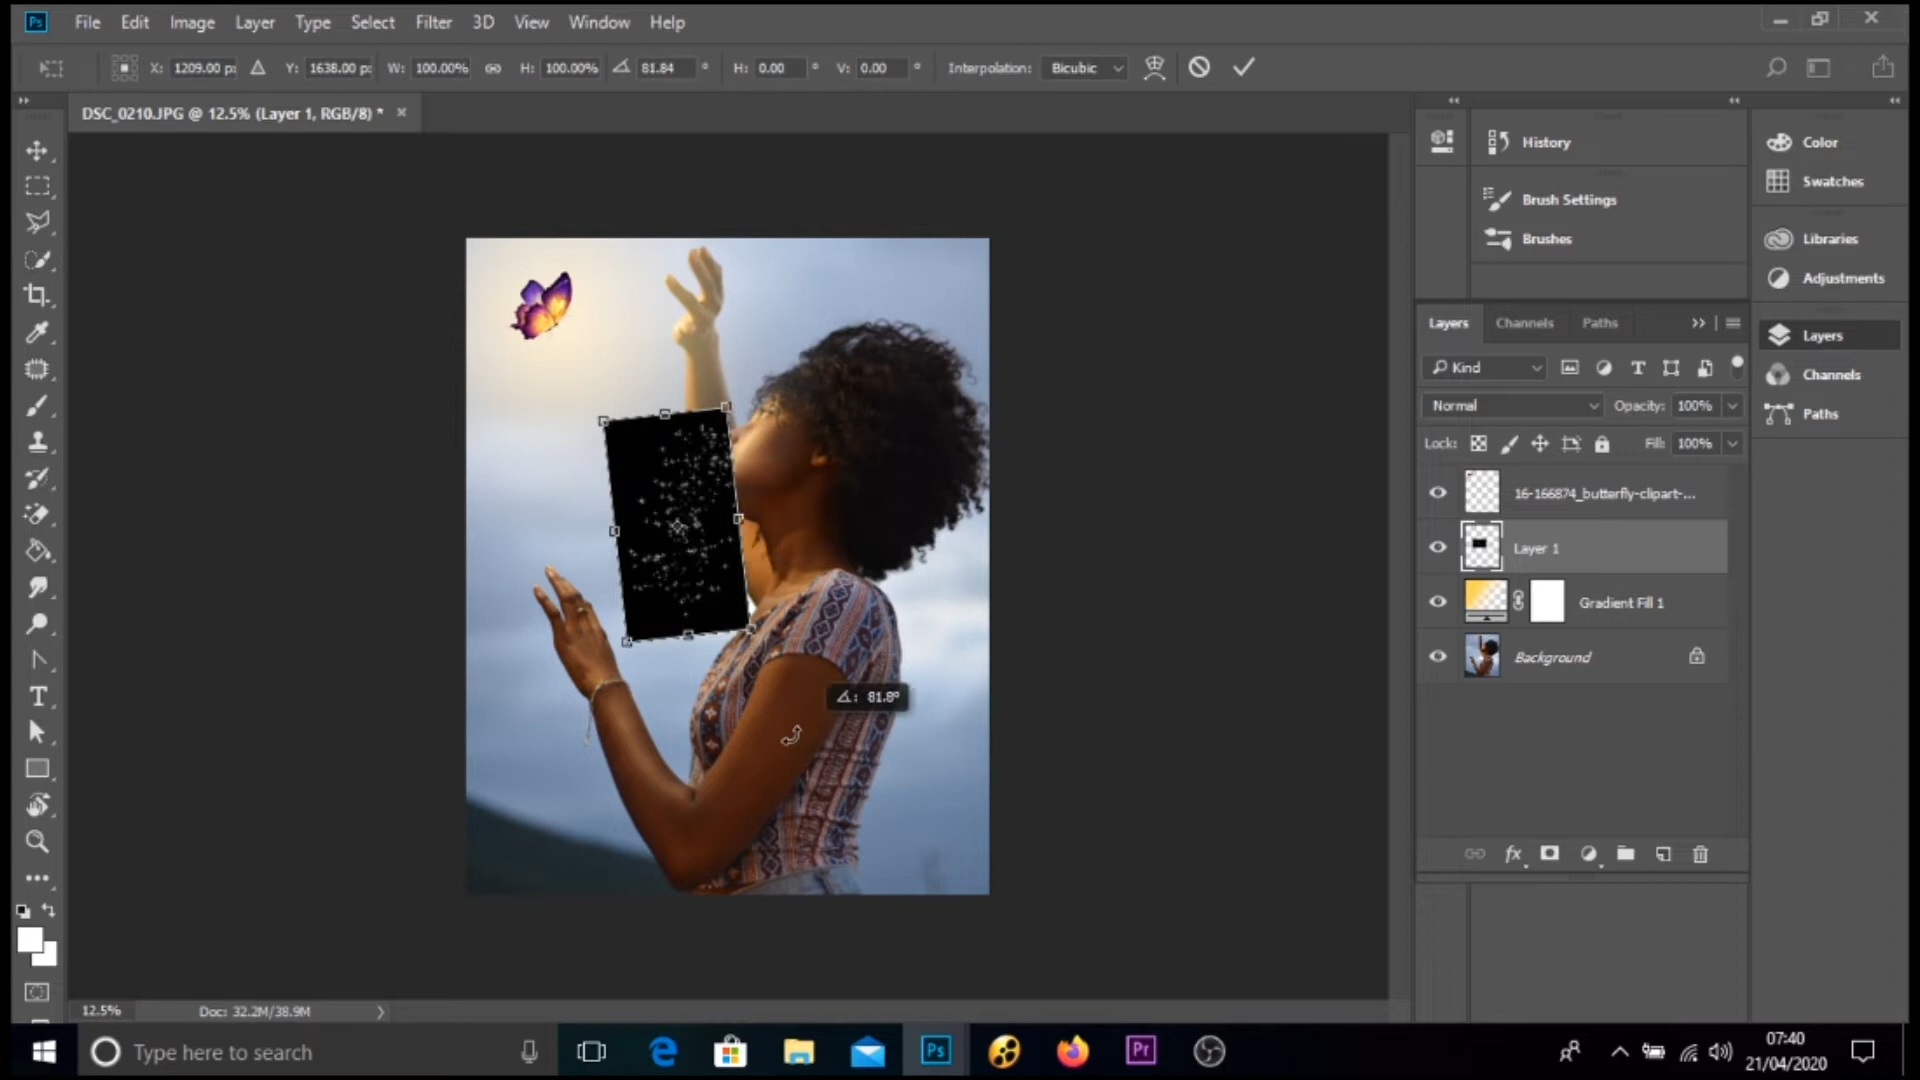 Ps File Edit Image Layer Type Select Filter 3D View Window Help
X: 1209.00 px Y: 1638.00 px W: 100.00% H: 100.00% 81.84 ° H: 0.00 ° V: 0.00 ° Interpolation: Bicubic
DSC_0210.JPG @ 12.5% (Layer 1, RGB/8) * ×
History
Color
Swatches
Brush Settings
Brushes
Libraries
Adjustments
Layers Channels Paths
Layers
Channels
Paths
Kind
Normal Opacity: 100%
Lock: Fill: 100%
16-166874_butterfly-clipart-...
Layer 1
Gradient Fill 1
Background
: 81.8°
fx
12.5% Doc: 32.2M/38.9M
Type here to search
Ps
Pr
07:40
21/04/2020